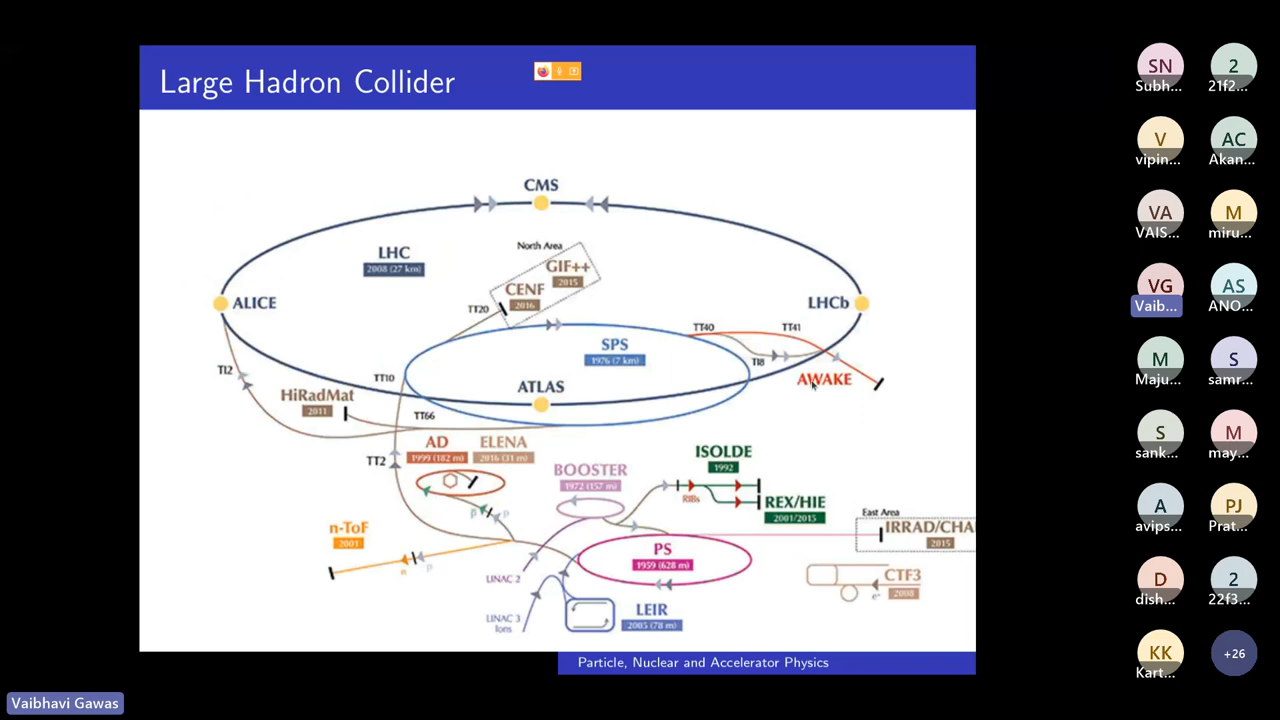 Large Hadron Collider
CMS
North Area
LHC
2008 (27 km)
GIF++
2015
CENF
2016
ALICE
LHCb
TT20
TT40
TT41
SPS
1976 (7 km)
TI2
TT10
TI8
AWAKE
ATLAS
HiRadMat
2011
TT66
AD
1999 (182 m)
ELENA
2016 (31 m)
TT2
BOOSTER
1972 (157 m)
ISOLDE
1992
RIBs
REX/HIE
2001/2015
p
p
East Area
IRRAD/CHA
2015
n-ToF
2001
n
p
PS
1959 (628 m)
LINAC 2
CTF3
e-
2008
LINAC 3
Ions
LEIR
2005 (78 m)
Particle, Nuclear and Accelerator Physics
Vaibhavi Gawas
SN
Subh...
2
21f2...
V
vipin...
AC
Akan...
VA
VAIS...
M
miru...
VG
Vaib...
AS
ANO...
M
Maju...
S
samr...
S
sank...
M
may...
A
avips...
PJ
Prat...
D
dish...
2
22f3...
KK
Kart...
+26